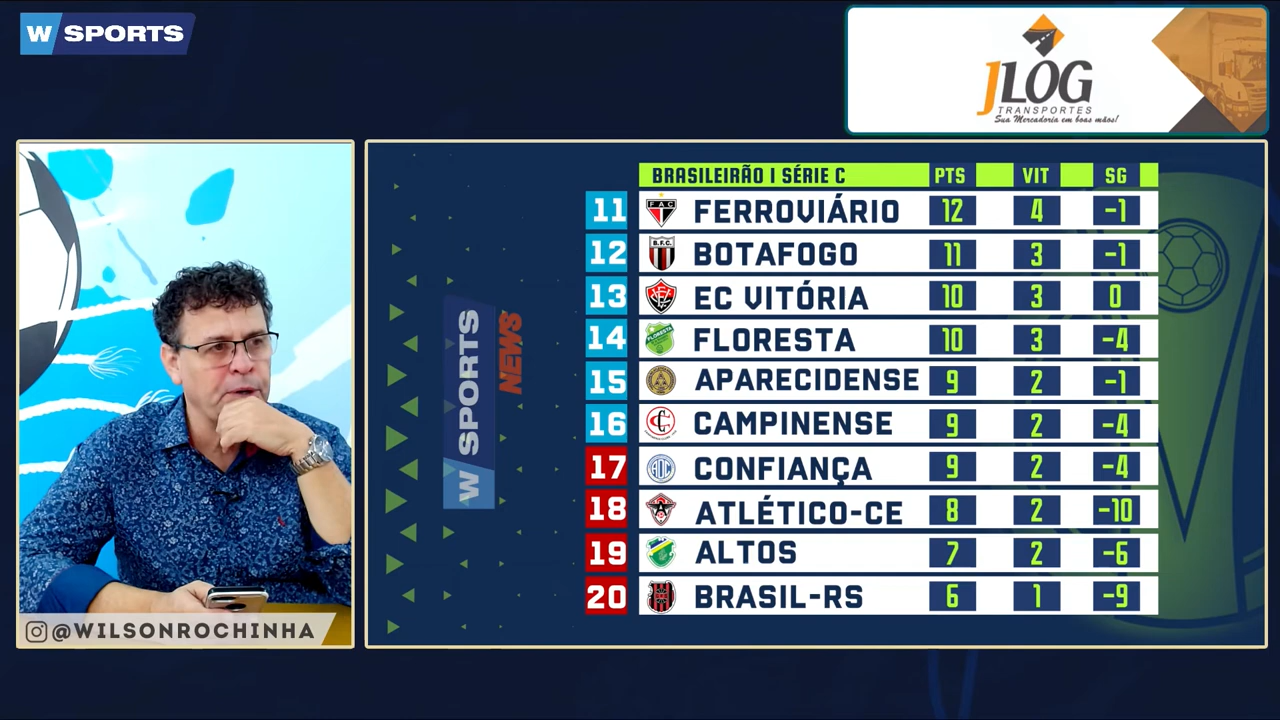 W SPORTS
JLOG
TRANSPORTES
Sua Mercadoria em boas mãos!
BRASILEIRÃO | SÉRIE C PTS VIT SG
11 FERROVIÁRIO 12 4 -1
12 BOTAFOGO 11 3 -1
13 EC VITÓRIA 10 3 0
14 FLORESTA 10 3 -4
15 APARECIDENSE 9 2 -1
16 CAMPINENSE 9 2 -4
17 CONFIANÇA 9 2 -4
18 ATLÉTICO-CE 8 2 -10
19 ALTOS 7 2 -6
20 BRASIL-RS 6 1 -9
W SPORTS
NEWS
@WILSONROCHINHA